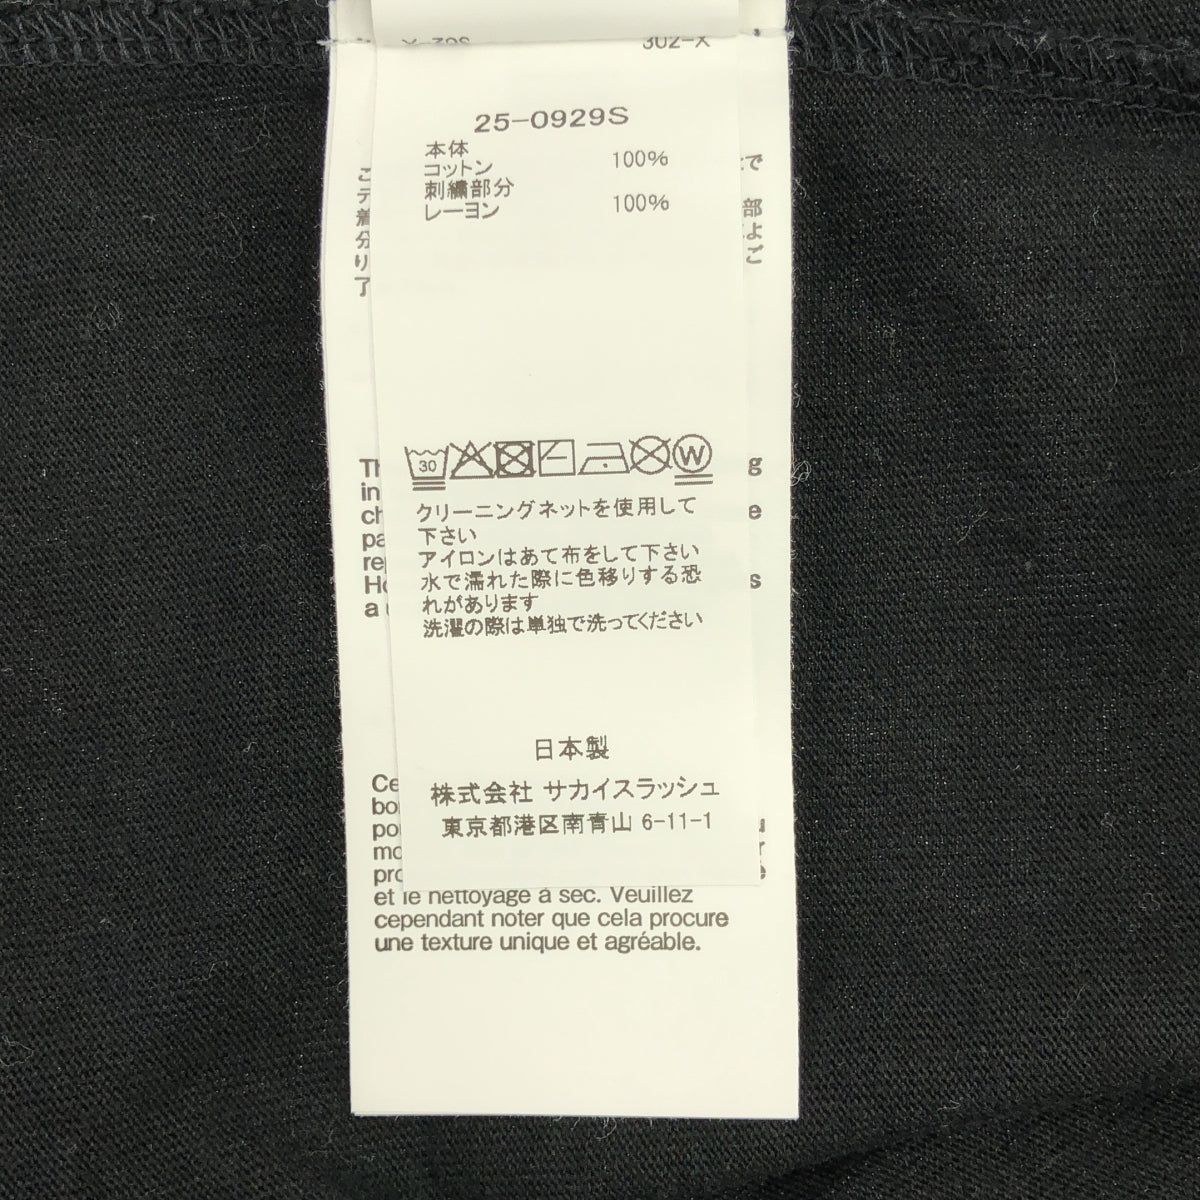 302-X
25-0929S
本体
コットン 100%
刺繍部分
レーヨン 100%
30
W
クリーニングネットを使用して
下さい
アイロンはあて布をして下さい
水で濡れた際に色移りする恐
れがあります
洗濯の際は単独で洗ってください
日本製
株式会社 サカイスラッシュ
東京都港区南青山 6-11-1
et le nettoyage à sec. Veuillez
cependant noter que cela procure
une texture unique et agréable.